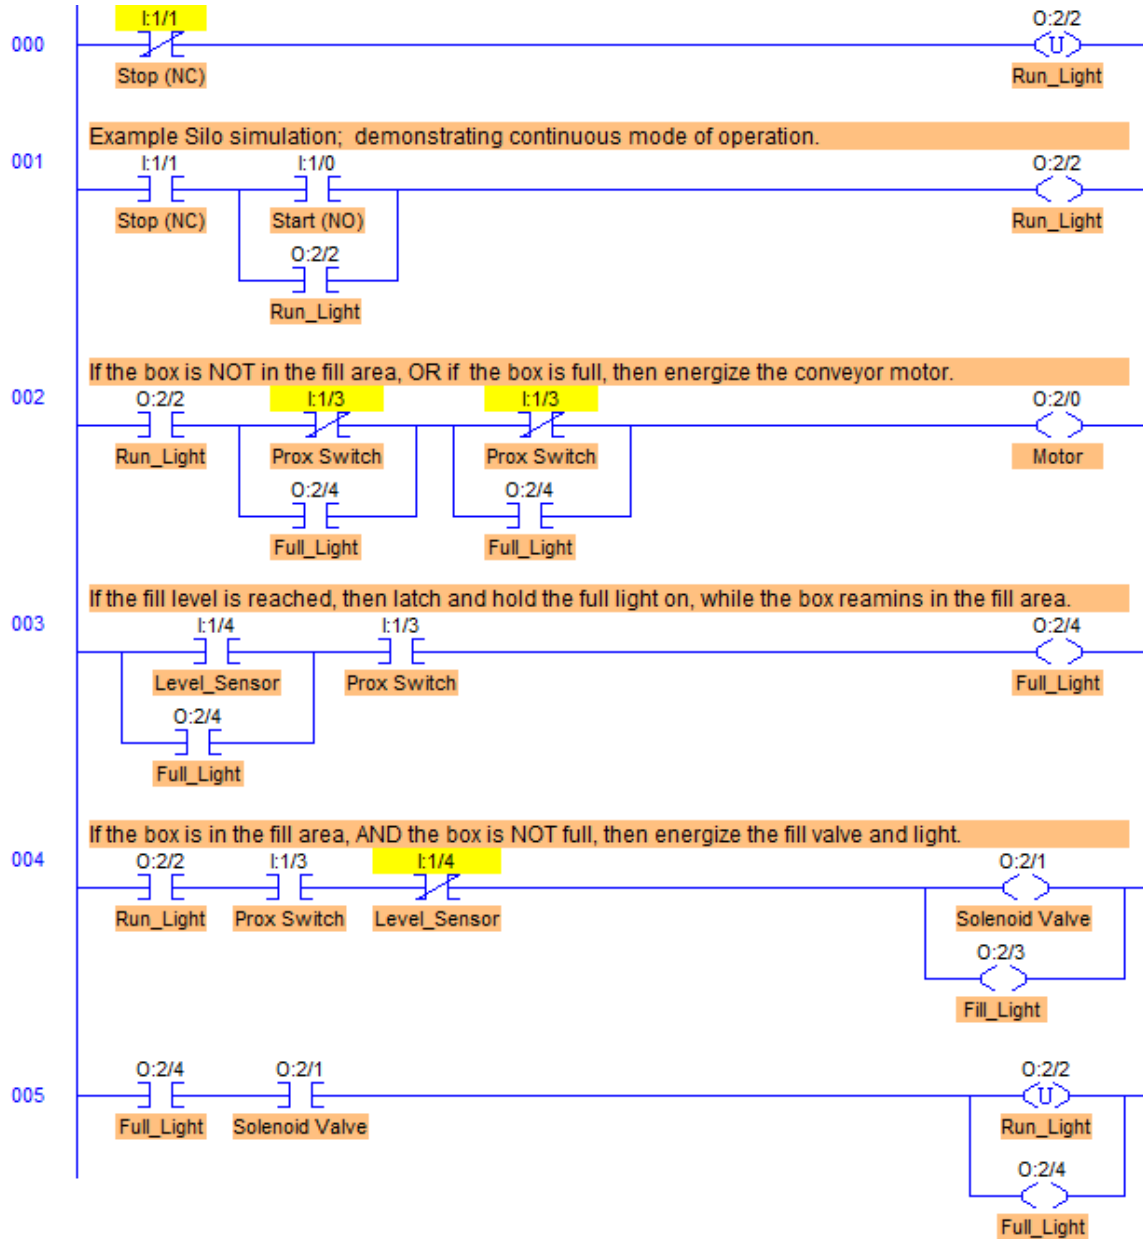 I:1/1 O:2/2
000 U
Stop (NC) Run_Light
Example Silo simulation; demonstrating continuous mode of operation.
001
I:1/1 I:1/0 O:2/2
Stop (NC) Start (NO) Run_Light
O:2/2
Run_Light
If the box is NOT in the fill area, OR if the box is full, then energize the conveyor motor.
002
O:2/2 I:1/3 I:1/3 O:2/0
Run_Light Prox Switch Prox Switch Motor
O:2/4 O:2/4
Full_Light Full_Light
If the fill level is reached, then latch and hold the full light on, while the box reamins in the fill area.
003
I:1/4 I:1/3 O:2/4
Level_Sensor Prox Switch Full_Light
O:2/4
Full_Light
If the box is in the fill area, AND the box is NOT full, then energize the fill valve and light.
004
O:2/2 I:1/3 I:1/4 O:2/1
Run_Light Prox Switch Level_Sensor Solenoid Valve
O:2/3
Fill_Light
O:2/4 O:2/1 O:2/2
005 U
Full_Light Solenoid Valve Run_Light
O:2/4
Full_Light